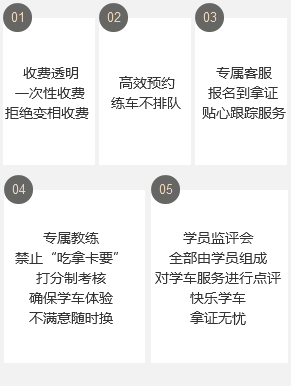 01
收费透明
一次性收费
拒绝变相收费
02
高效预约
练车不排队
03
专属客服
报名到拿证
贴心跟踪服务
04
专属教练
禁止“吃拿卡要”
打分制考核
确保学车体验
不满意随时换
05
学员监评会
全部由学员组成
对学车服务进行点评
快乐学车
拿证无忧